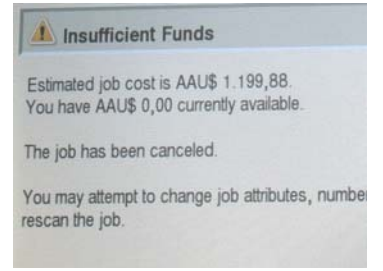 Insufficient Funds
Estimated job cost is AAU$ 1.199,88.
You have AAU$ 0,00 currently available.
The job has been canceled.
You may attempt to change job attributes, number
rescan the job.